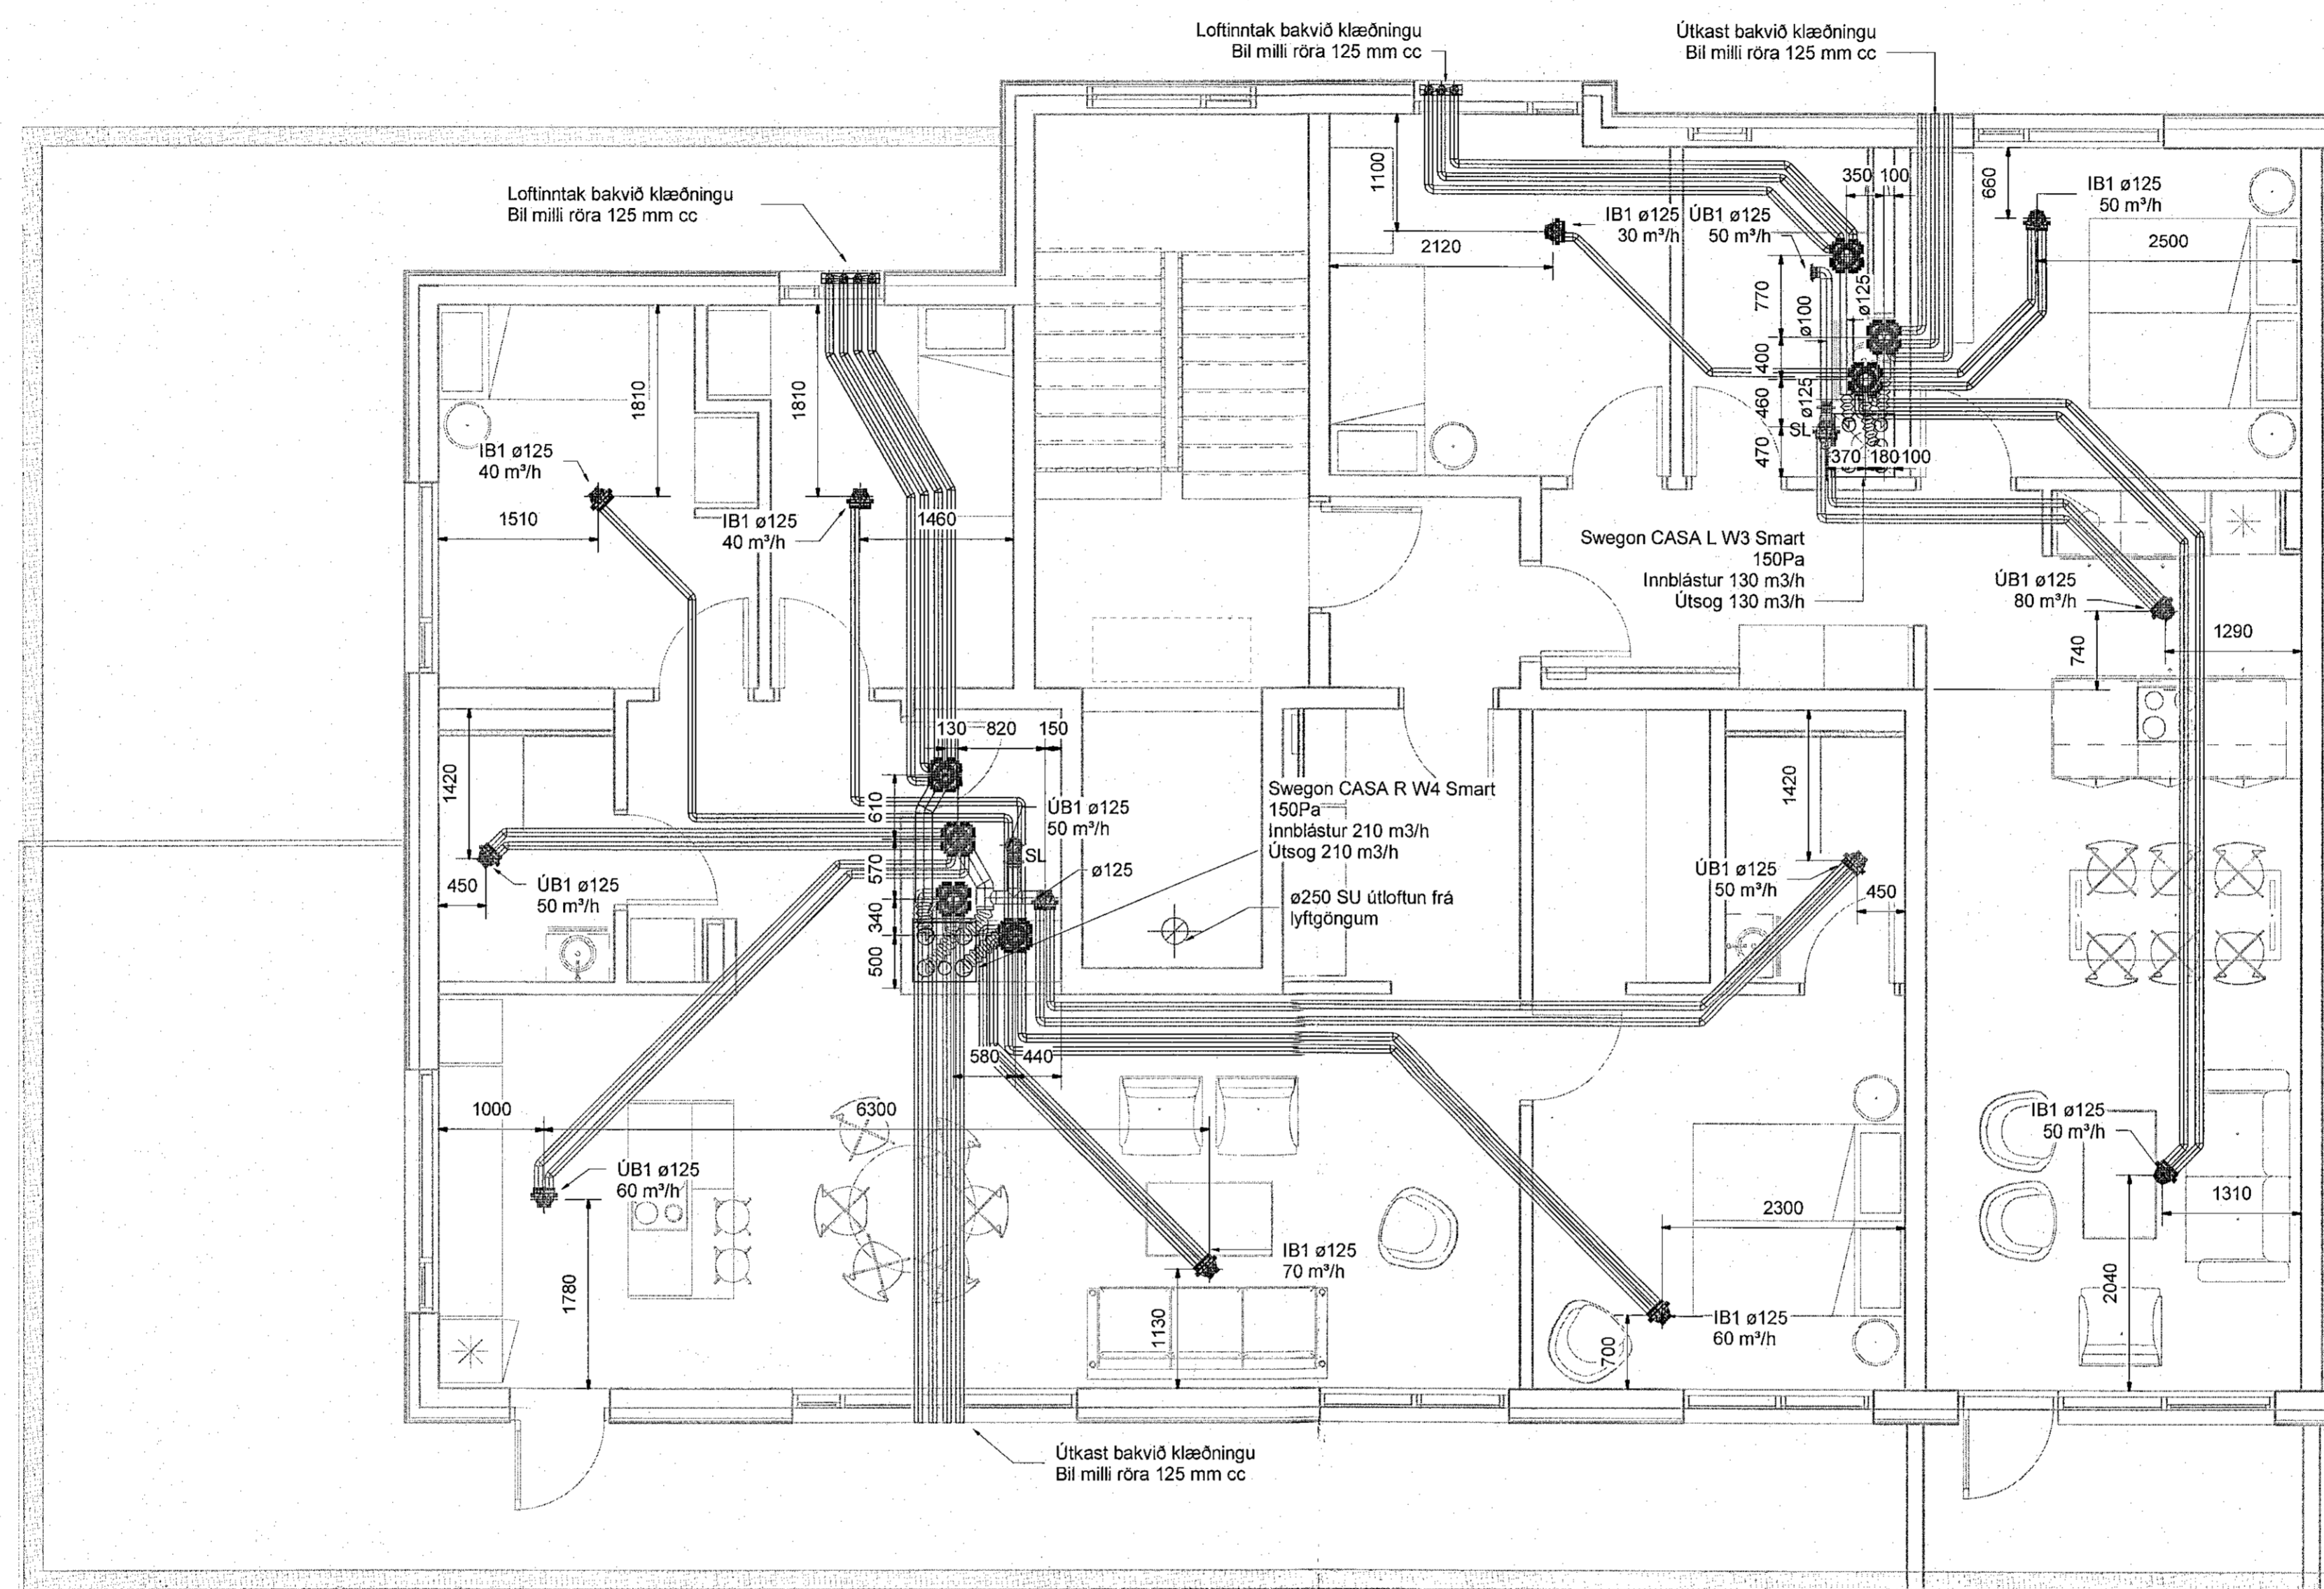 Loftinntak bakvið klæðningu
Bil milli röra 125 mm cc
Útkast bakvið klæðningu
Bil milli röra 125 mm cc
Loftinntak bakvið klæðningu
Bil milli röra 125 mm cc
1100
2120
IB1 ø125
30 m³/h
ÚB1 ø125
50 m³/h
350
100
660
IB1 ø125
50 m³/h
2500
770
ø100
ø125
400
460
ø125
SL
470
370
180
100
1810
1810
IB1 ø125
40 m³/h
1510
IB1 ø125
40 m³/h
1460
Swegon CASA L W3 Smart
150Pa
Innblástur 130 m3/h
Útsog 130 m3/h
ÚB1 ø125
80 m³/h
740
1290
130
820
150
1420
610
ÚB1 ø125
50 m³/h
SL
ø125
Swegon CASA R W4 Smart
150Pa
Innblástur 210 m3/h
Útsog 210 m3/h
ø250 SU útloftun frá
lyftgöngum
1420
ÚB1 ø125
50 m³/h
450
570
340
500
450
ÚB1 ø125
50 m³/h
580
440
1000
6300
ÚB1 ø125
60 m³/h
1780
IB1 ø125
70 m³/h
1130
2300
IB1 ø125
60 m³/h
700
IB1 ø125
50 m³/h
1310
2040
Útkast bakvið klæðningu
Bil milli röra 125 mm cc